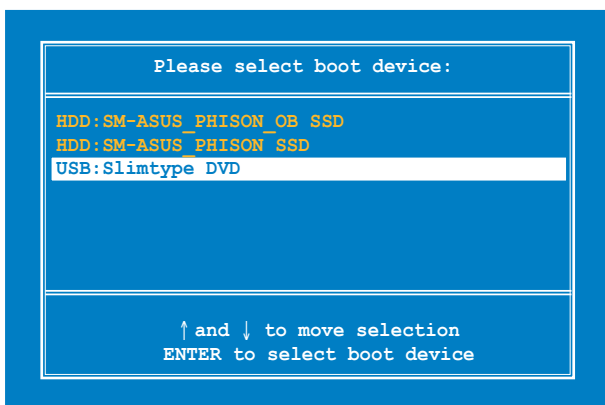 Please select boot device:
HDD:SM-ASUS_PHISON_OB SSD
HDD:SM-ASUS_PHISON SSD
USB:Slimtype DVD
↑ and ↓ to move selection
ENTER to select boot device